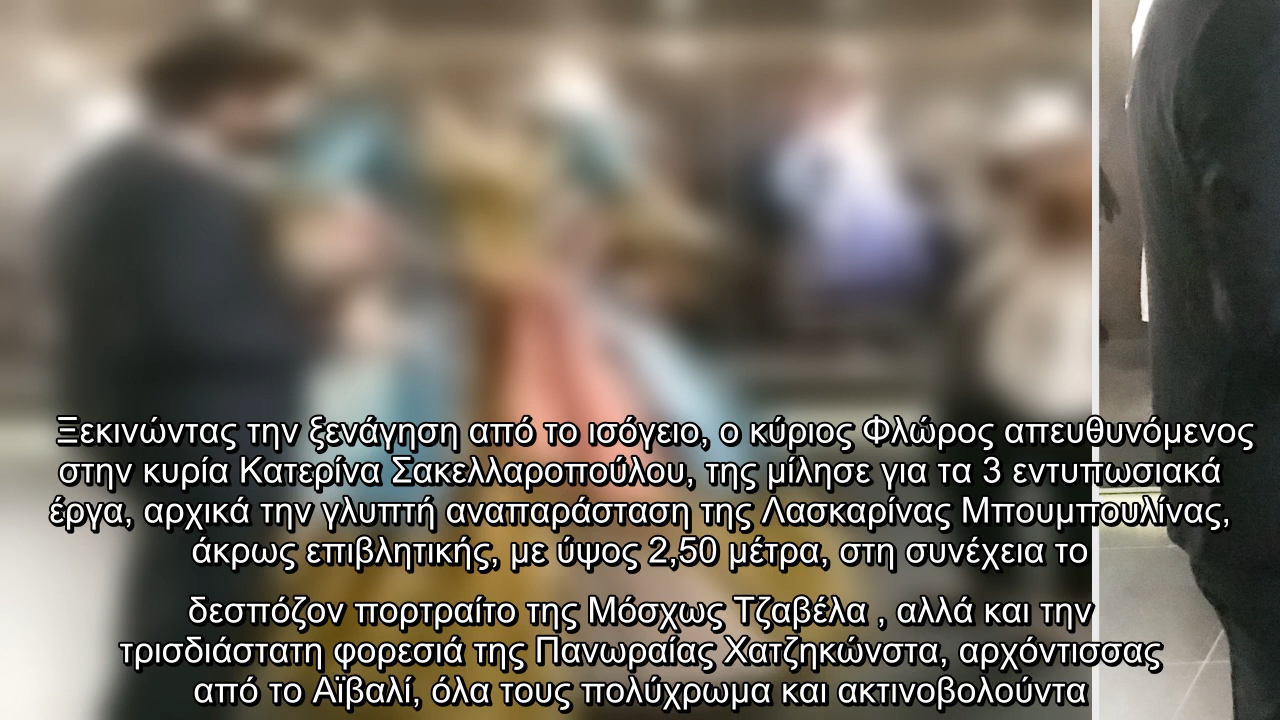 Ξεκινώντας την ξενάγηση από το ισόγειο, ο κύριος Φλώρος απευθυνόμενος
στην κυρία Κατερίνα Σακελλαροπούλου, της μίλησε για τα 3 εντυπωσιακά
έργα, αρχικά την γλυπτή αναπαράσταση της Λασκαρίνας Μπουμπουλίνας,
άκρως επιβλητικής, με ύψος 2,50 μέτρα, στη συνέχεια το
δεσπόζον πορτραίτο της Μόσχως Τζαβέλα , αλλά και την
τρισδιάστατη φορεσιά της Πανωραίας Χατζηκώνστα, αρχόντισσας
από το Αϊβαλί, όλα τους πολύχρωμα και ακτινοβολούντα